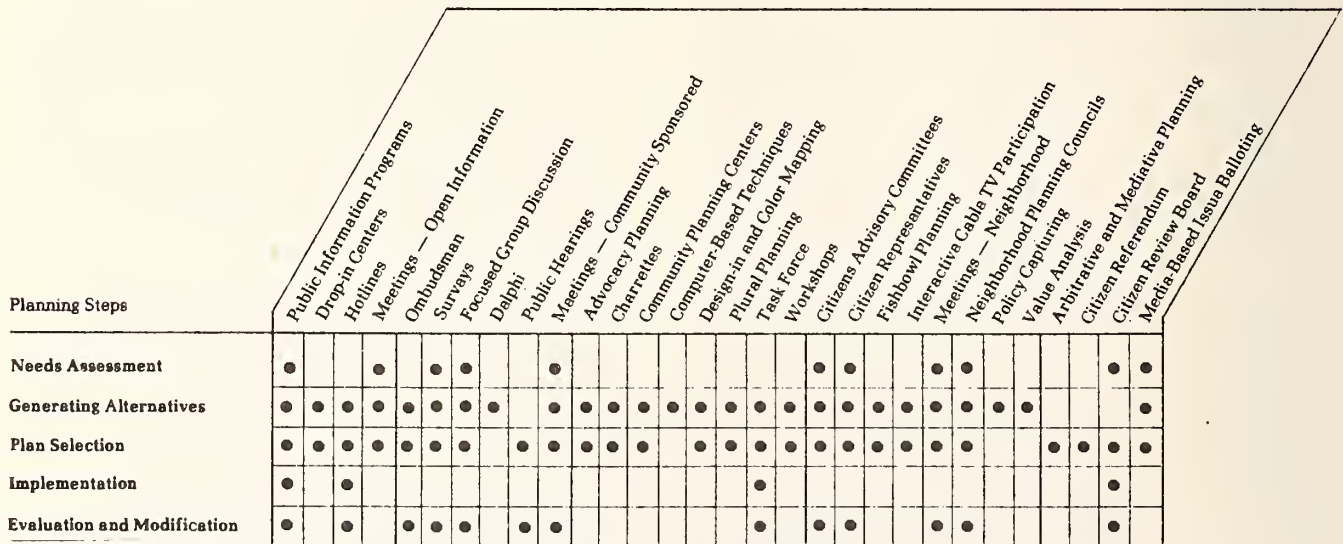 Public Information Programs
Drop-in Centers
Hotlines
Meetings — Open Information
Ombudsman
Surveys
Focused Group Discussion
Dalphi
Public Hearings
Meetings — Community Sponsored
Advocacy Planning
Charrettes
Community Planning Centers
Computer-Based Techniques
Design-in and Color Mapping
Plural Planning
Task Force
Workshops
Citizens Advisory Committees
Citizen Representatives
Fishbowl Planning
Interactive Cabla TV Participation
Meetings — Neighborhood
Neighborhood Planning Councils
Policy Capturing
Value Analysis
Arbitrative and Mediativa Planning
Citizen Referendum
Citizen Review Board
Media-Based Issua Balloting
Planning Steps
Needs Assessment
Generating Alternatives
Plan Selection
Implementation
Evaluation and Modification